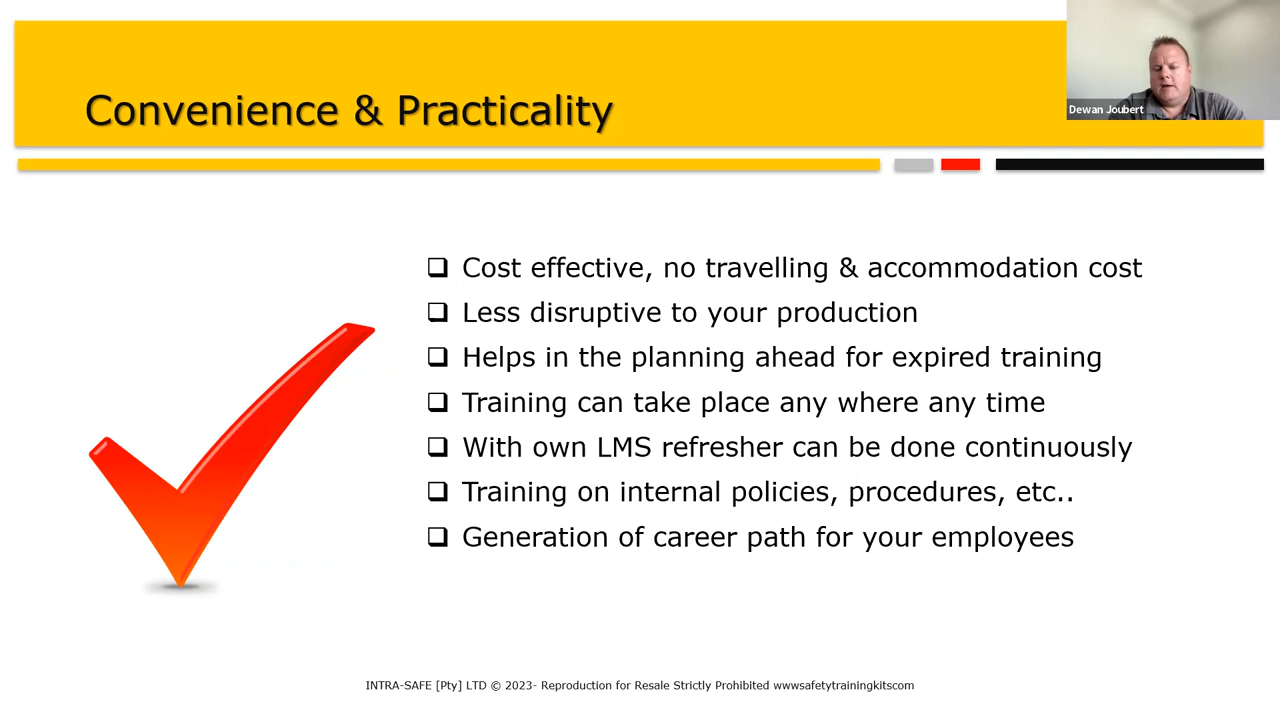 Convenience & Practicality
Dewan Joubert
Cost effective, no travelling & accommodation cost
Less disruptive to your production
Helps in the planning ahead for expired training
Training can take place any where any time
With own LMS refresher can be done continuously
Training on internal policies, procedures, etc..
Generation of career path for your employees
INTRA-SAFE [Pty] LTD © 2023- Reproduction for Resale Strictly Prohibited wwwsafetytrainingkitscom